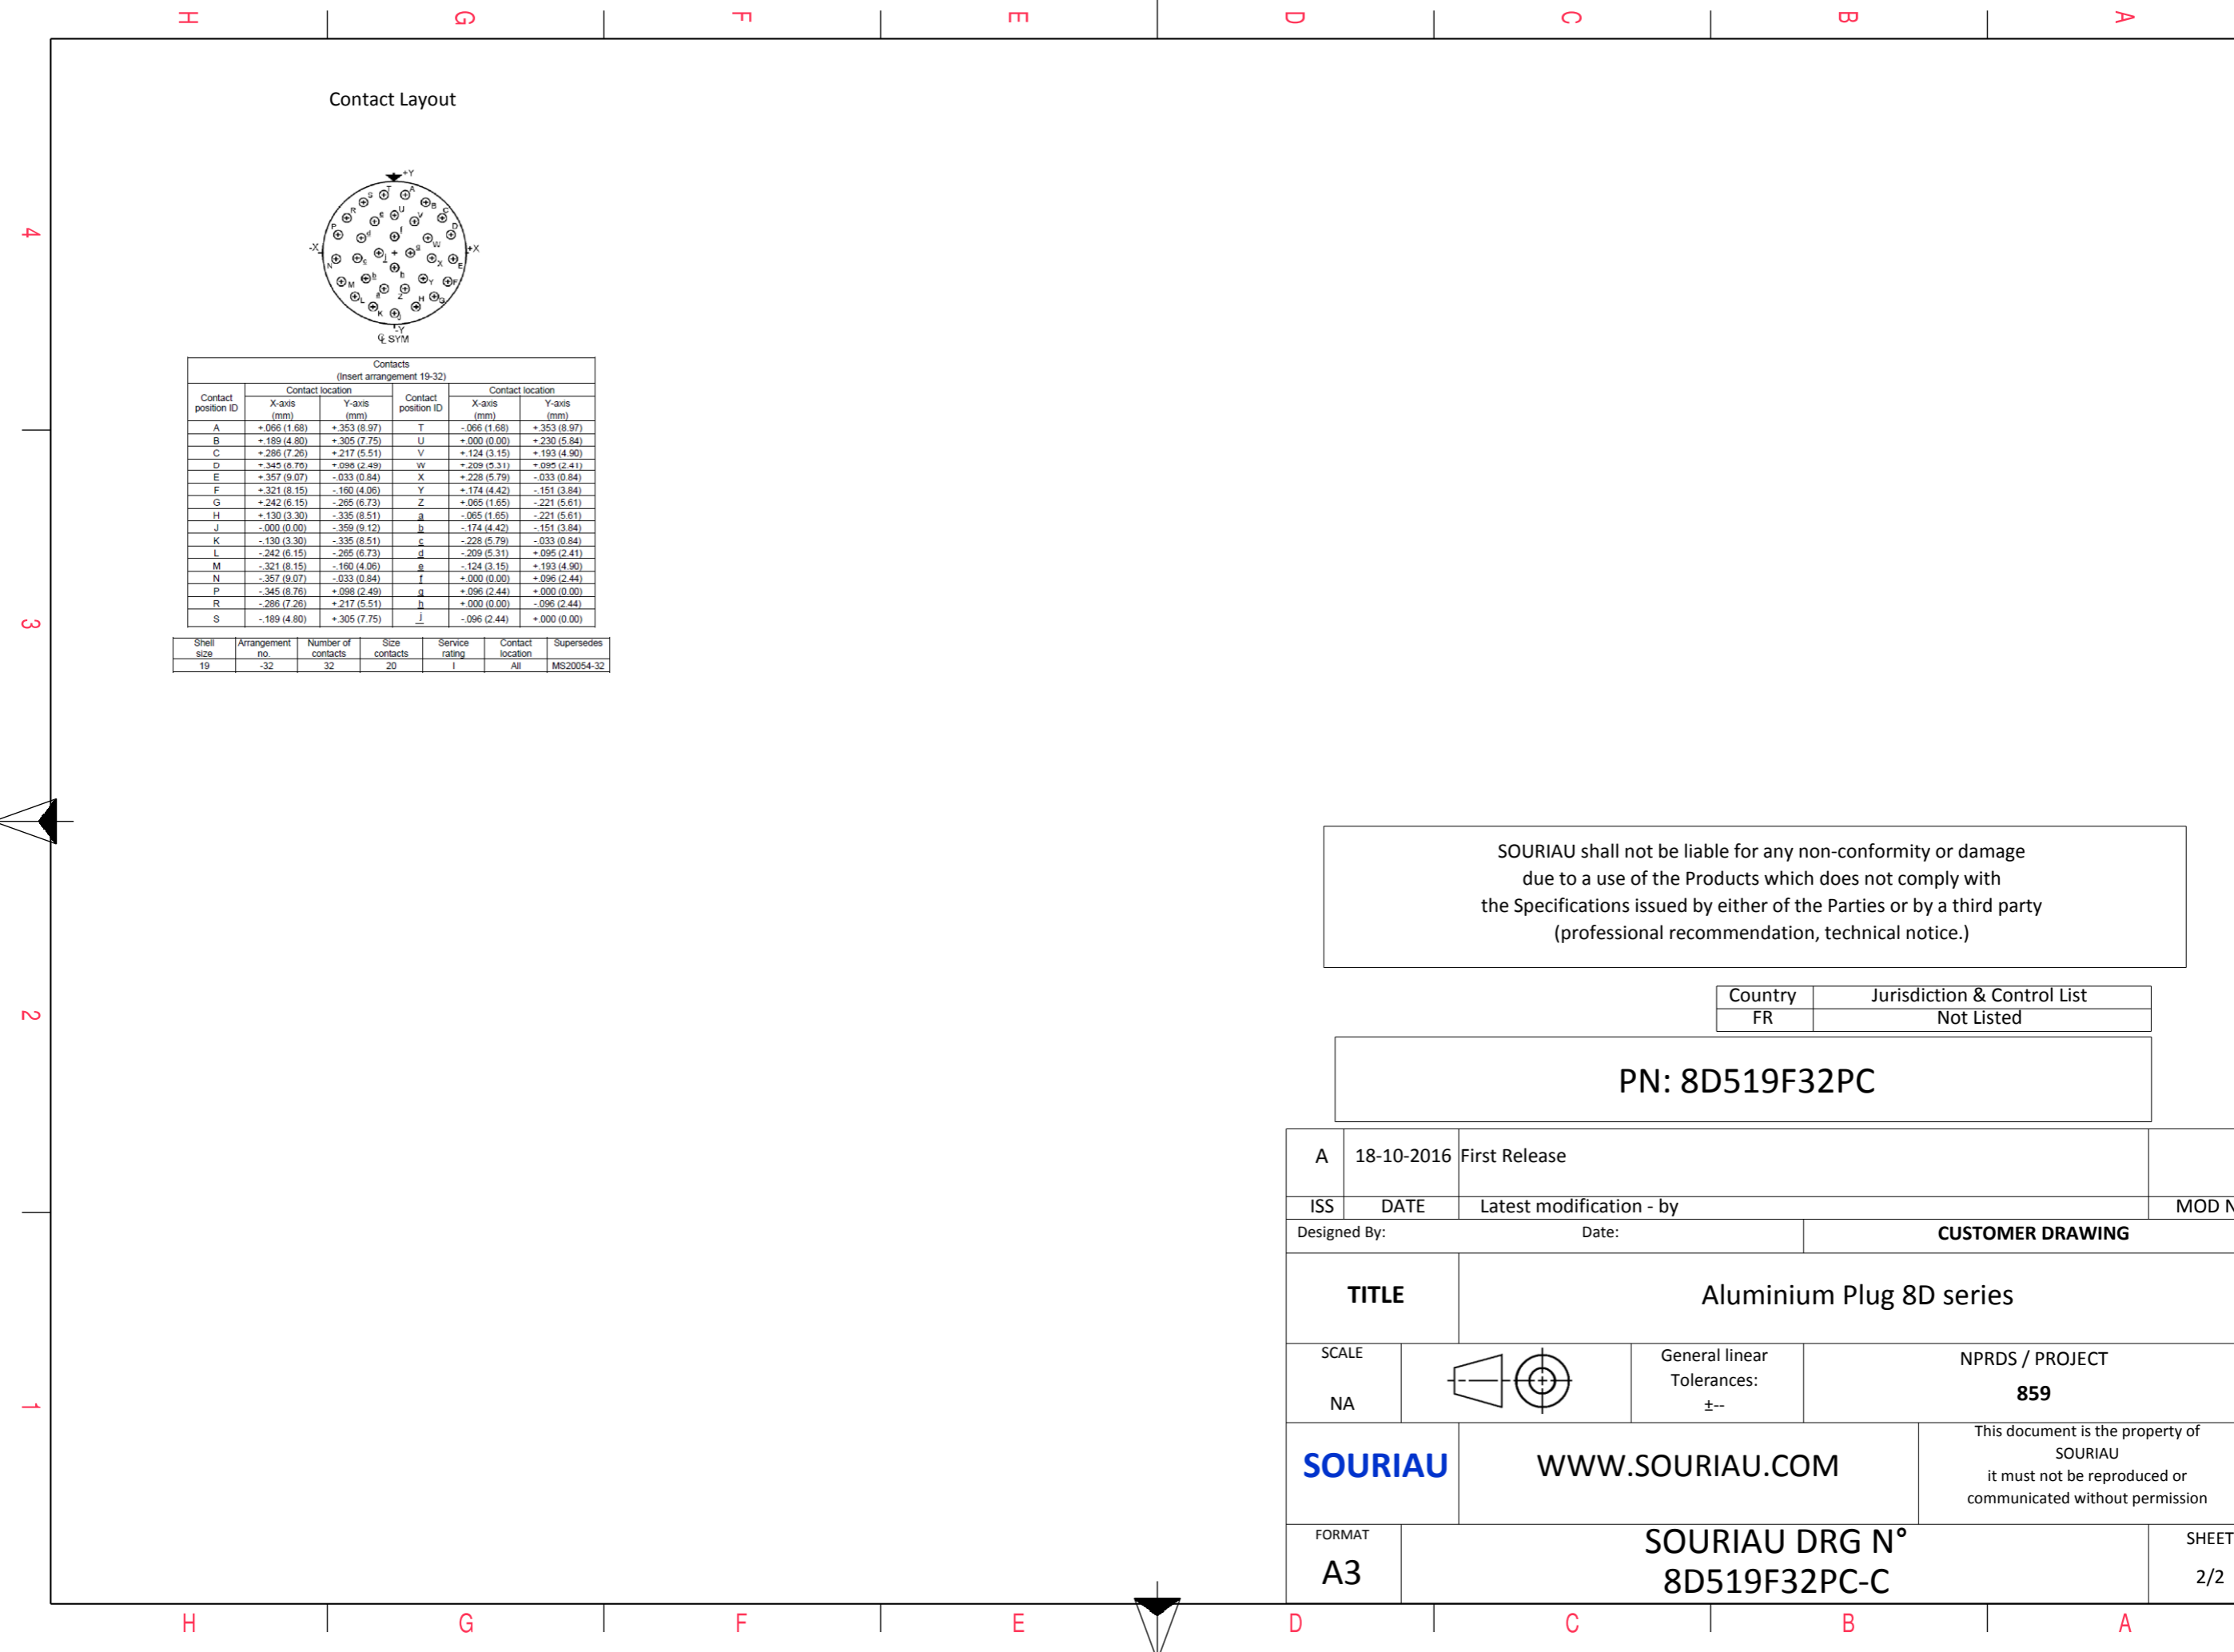 H G F E D C B A
Contact Layout
+Y
T A
S B
R e U V C
P d f D
W
-X g +X
j
N c X E
M b h Y F
L a Z H G
K J
-Y
℄ SYM
4
3
2
1
Contacts
(Insert arrangement 19-32)
Contact position ID Contact location Contact position ID Contact location
X-axis (mm) Y-axis (mm) X-axis (mm) Y-axis (mm)
A +.066 (1.68) +.353 (8.97) T -.066 (1.68) +.353 (8.97)
B +.189 (4.80) +.305 (7.75) U +.000 (0.00) +.230 (5.84)
C +.286 (7.26) +.217 (5.51) V +.124 (3.15) +.193 (4.90)
D +.345 (8.76) +.098 (2.49) W +.209 (5.31) +.095 (2.41)
E +.357 (9.07) -.033 (0.84) X +.228 (5.79) -.033 (0.84)
F +.321 (8.15) -.160 (4.06) Y +.174 (4.42) -.151 (3.84)
G +.242 (6.15) -.265 (6.73) Z +.065 (1.65) -.221 (5.61)
H +.130 (3.30) -.335 (8.51) a -.065 (1.65) -.221 (5.61)
J -.000 (0.00) -.359 (9.12) b -.174 (4.42) -.151 (3.84)
K -.130 (3.30) -.335 (8.51) c -.228 (5.79) -.033 (0.84)
L -.242 (6.15) -.265 (6.73) d -.209 (5.31) +.095 (2.41)
M -.321 (8.15) -.160 (4.06) e -.124 (3.15) +.193 (4.90)
N -.357 (9.07) -.033 (0.84) f +.000 (0.00) +.096 (2.44)
P -.345 (8.76) +.098 (2.49) g +.096 (2.44) +.000 (0.00)
R -.286 (7.26) +.217 (5.51) h +.000 (0.00) -.096 (2.44)
S -.189 (4.80) +.305 (7.75) j -.096 (2.44) +.000 (0.00)
Shell size Arrangement no. Number of contacts Size contacts Service rating Contact location Supersedes
19 -32 32 20 I All MS20054-32
SOURIAU shall not be liable for any non-conformity or damage
due to a use of the Products which does not comply with
the Specifications issued by either of the Parties or by a third party
(professional recommendation, technical notice.)
Country Jurisdiction & Control List
FR Not Listed
PN: 8D519F32PC
A 18-10-2016 First Release
ISS DATE Latest modification - by MOD N
Designed By: Date: CUSTOMER DRAWING
TITLE Aluminium Plug 8D series
SCALE
NA
General linear
Tolerances:
±--
NPRDS / PROJECT
859
SOURIAU WWW.SOURIAU.COM
This document is the property of
SOURIAU
it must not be reproduced or
communicated without permission
FORMAT
A3
SOURIAU DRG N°
8D519F32PC-C
SHEET
2/2
H G F E D C B A